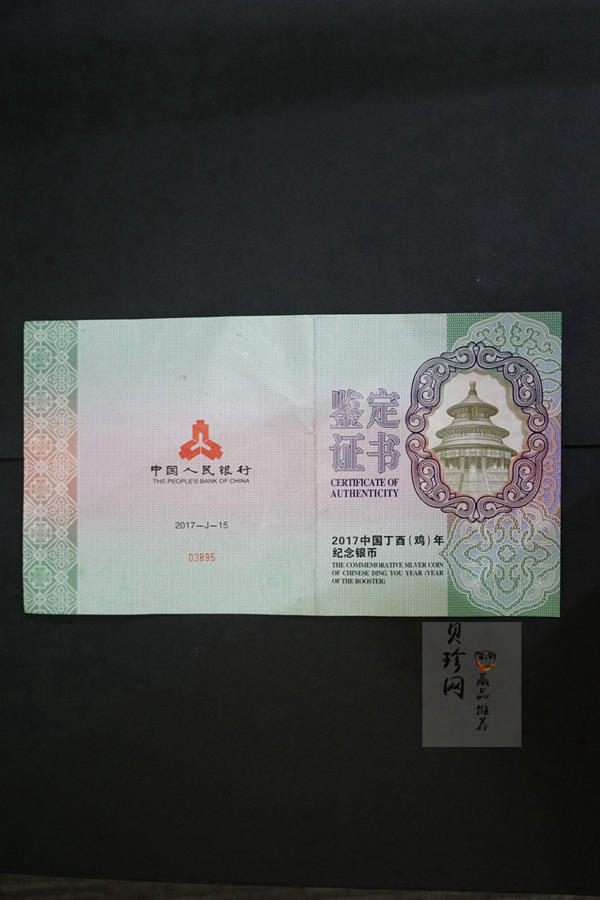 中国人民银行
THE PEOPLE'S BANK OF CHINA
2017—J—15
03895
鉴定
证书
CERTIFICATE OF
AUTHENTICITY
2017中国丁酉(鸡)年
纪念银币
THE COMMEMORATIVE SILVER COIN
OF CHINESE DING YOU YEAR (YEAR
OF THE ROOSTER)
贝珍网
藏品推荐